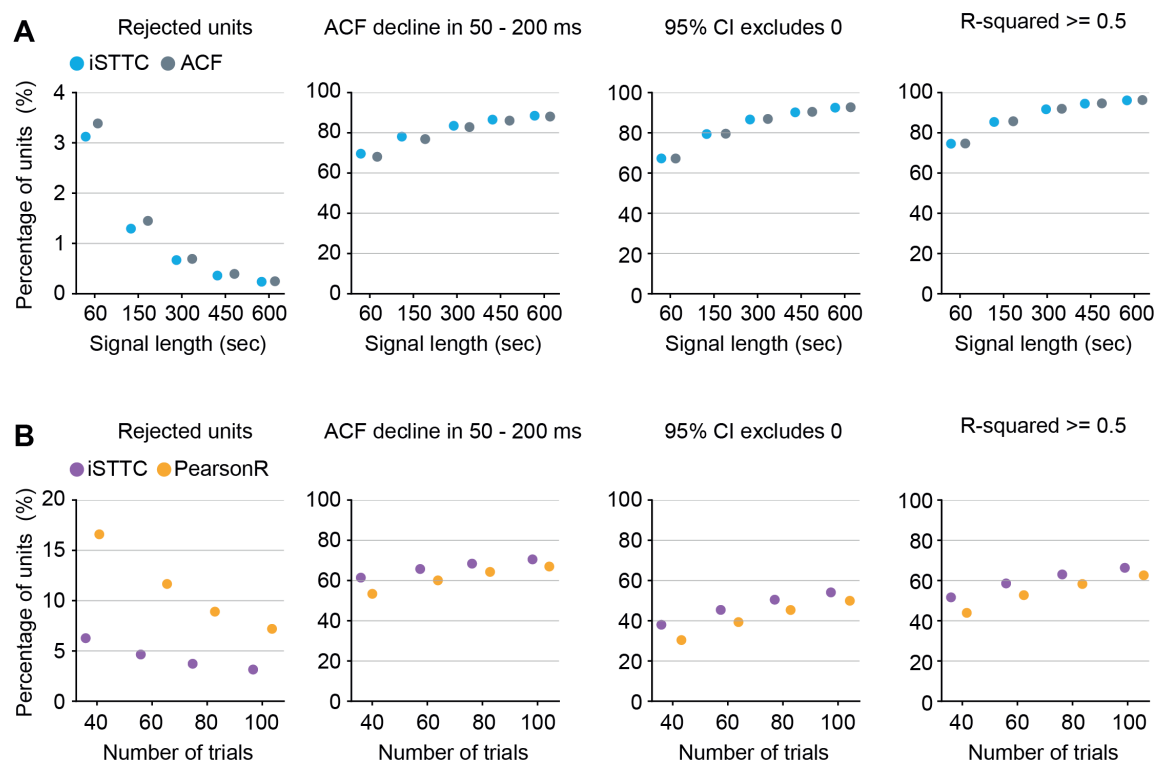 A
Rejected units
ACF decline in 50 - 200 ms
95% CI excludes 0
R-squared >= 0.5
iSTTC ACF
Percentage of units (%)
4
3
2
1
0
60 150 300 450 600
Signal length (sec)
100
80
60
40
20
0
60 150 300 450 600
Signal length (sec)
100
80
60
40
20
0
60 150 300 450 600
Signal length (sec)
100
80
60
40
20
0
60 150 300 450 600
Signal length (sec)
B
Rejected units
ACF decline in 50 - 200 ms
95% CI excludes 0
R-squared >= 0.5
iSTTC PearsonR
Percentage of units (%)
20
15
10
5
0
40 60 80 100
Number of trials
100
80
60
40
20
0
40 60 80 100
Number of trials
100
80
60
40
20
0
40 60 80 100
Number of trials
100
80
60
40
20
0
40 60 80 100
Number of trials